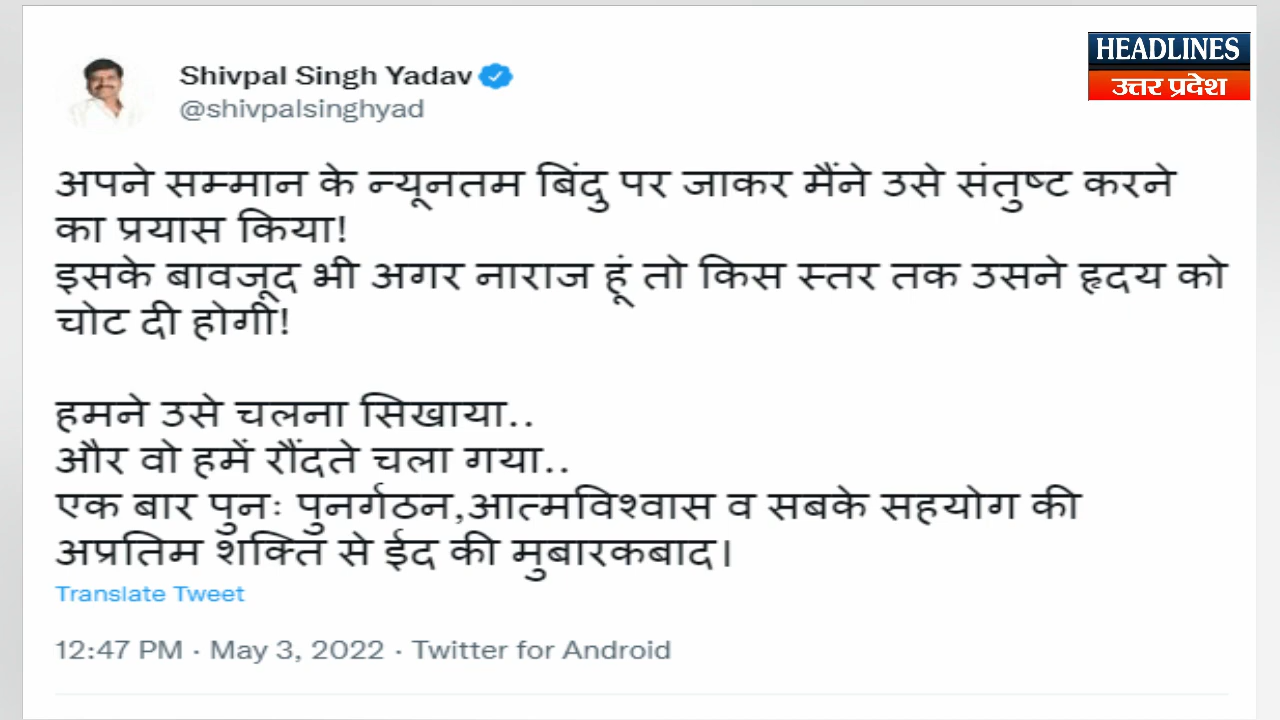 HEADLINES
उत्तर प्रदेश
Shivpal Singh Yadav
@shivpalsinghyad
अपने सम्मान के न्यूनतम बिंदु पर जाकर मैंने उसे संतुष्ट करने
का प्रयास किया!
इसके बावजूद भी अगर नाराज हूं तो किस स्तर तक उसने हृदय को
चोट दी होगी!
हमने उसे चलना सिखाया..
और वो हमें रौंदते चला गया..
एक बार पुनः पुनर्गठन,आत्मविश्वास व सबके सहयोग की
अप्रतिम शक्ति से ईद की मुबारकबाद।
Translate Tweet
12:47 PM · May 3, 2022 · Twitter for Android